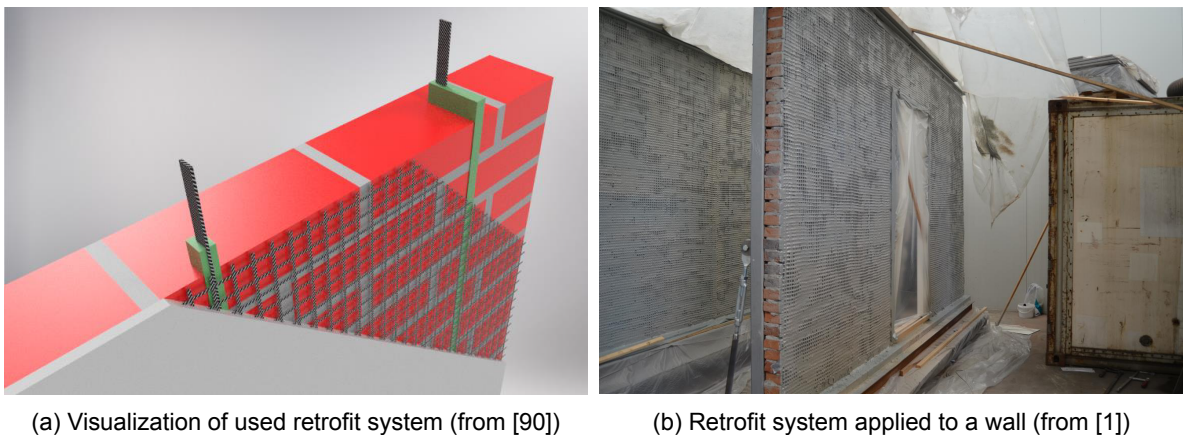 (a) Visualization of used retrofit system (from [90])
(b) Retrofit system applied to a wall (from [1])